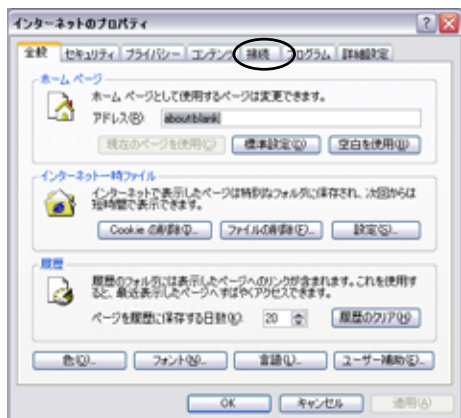 インターネットのプロパティ
全般 セキュリティ プライバシー コンテンツ 接続 プログラム 詳細設定
ホーム ページ
ホーム ページとして使用するページは変更できます。
アドレス(R): about:blank
現在のページを使用(C) 標準設定(D) 空白を使用(B)
インターネット一時ファイル
インターネットで表示したページは特別なフォルダに保存され、次回からは
短時間で表示できます。
Cookie の削除(I)... ファイルの削除(F)... 設定(S)...
履歴
履歴のフォルダには表示したページへのリンクが含まれます。これを使用す
ると、最近表示したページへすばやくアクセスできます。
ページを履歴に保存する日数(K): 20 履歴のクリア(H)
色(O)... フォント(N)... 言語(L)... ユーザー補助(E)...
OK キャンセル 適用(A)